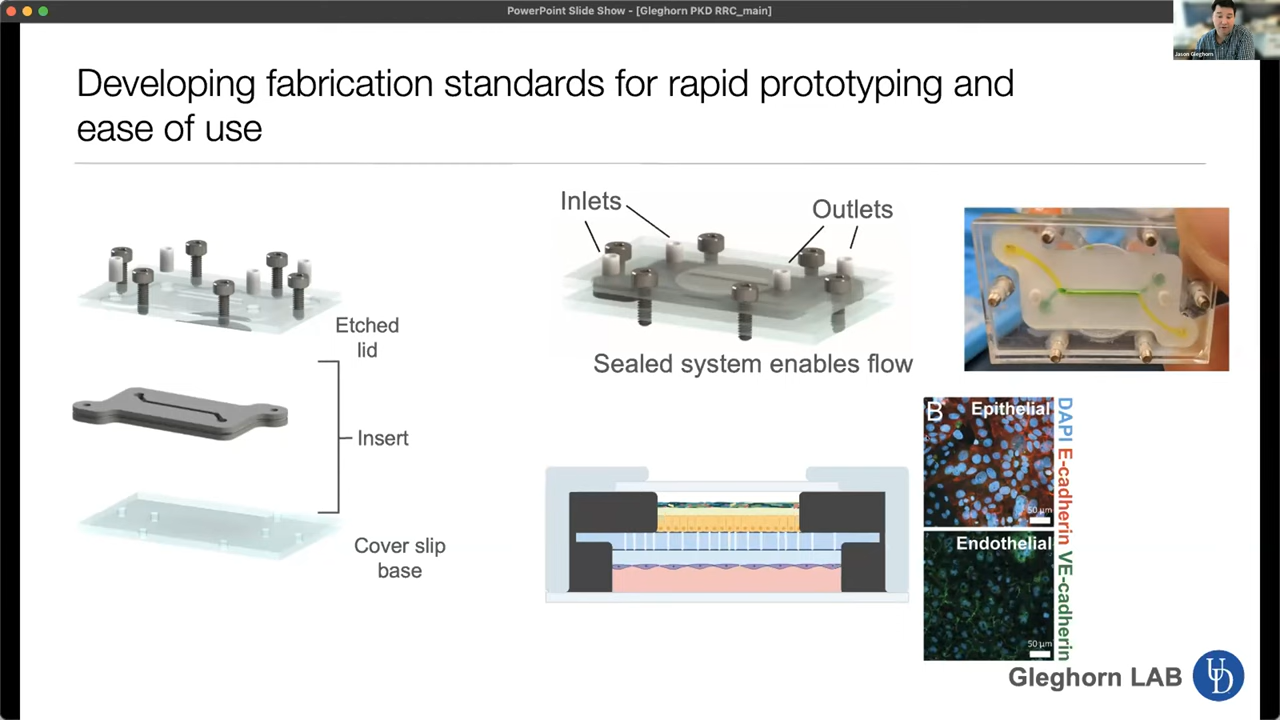 PowerPoint Slide Show - [Gleghorn PKD RRC_main]
Jason Gleghorn
Developing fabrication standards for rapid prototyping and
ease of use
Etched
lid
Insert
Cover slip
base
Inlets
Outlets
Sealed system enables flow
B
Epithelial
50 µm
Endothelial
50 µm
DAPI E-cadherin VE-cadherin
Gleghorn LAB
UD